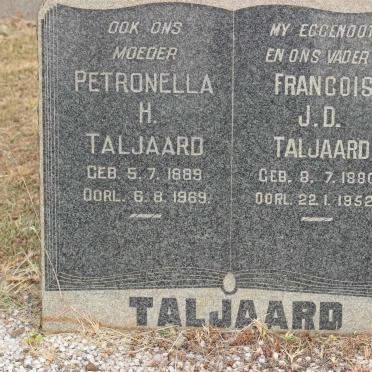 OOK ONS
MOEDER
PETRONELLA
H.
TALJAARD
GEB. 5.7.1889
OORL. 6.8.1969.
MY EGGENOOT
EN ONS VADER
FRANCOIS
J.D.
TALJAARD
GEB. 8.7.1880
OORL. 22.1.1952
TALJAARD